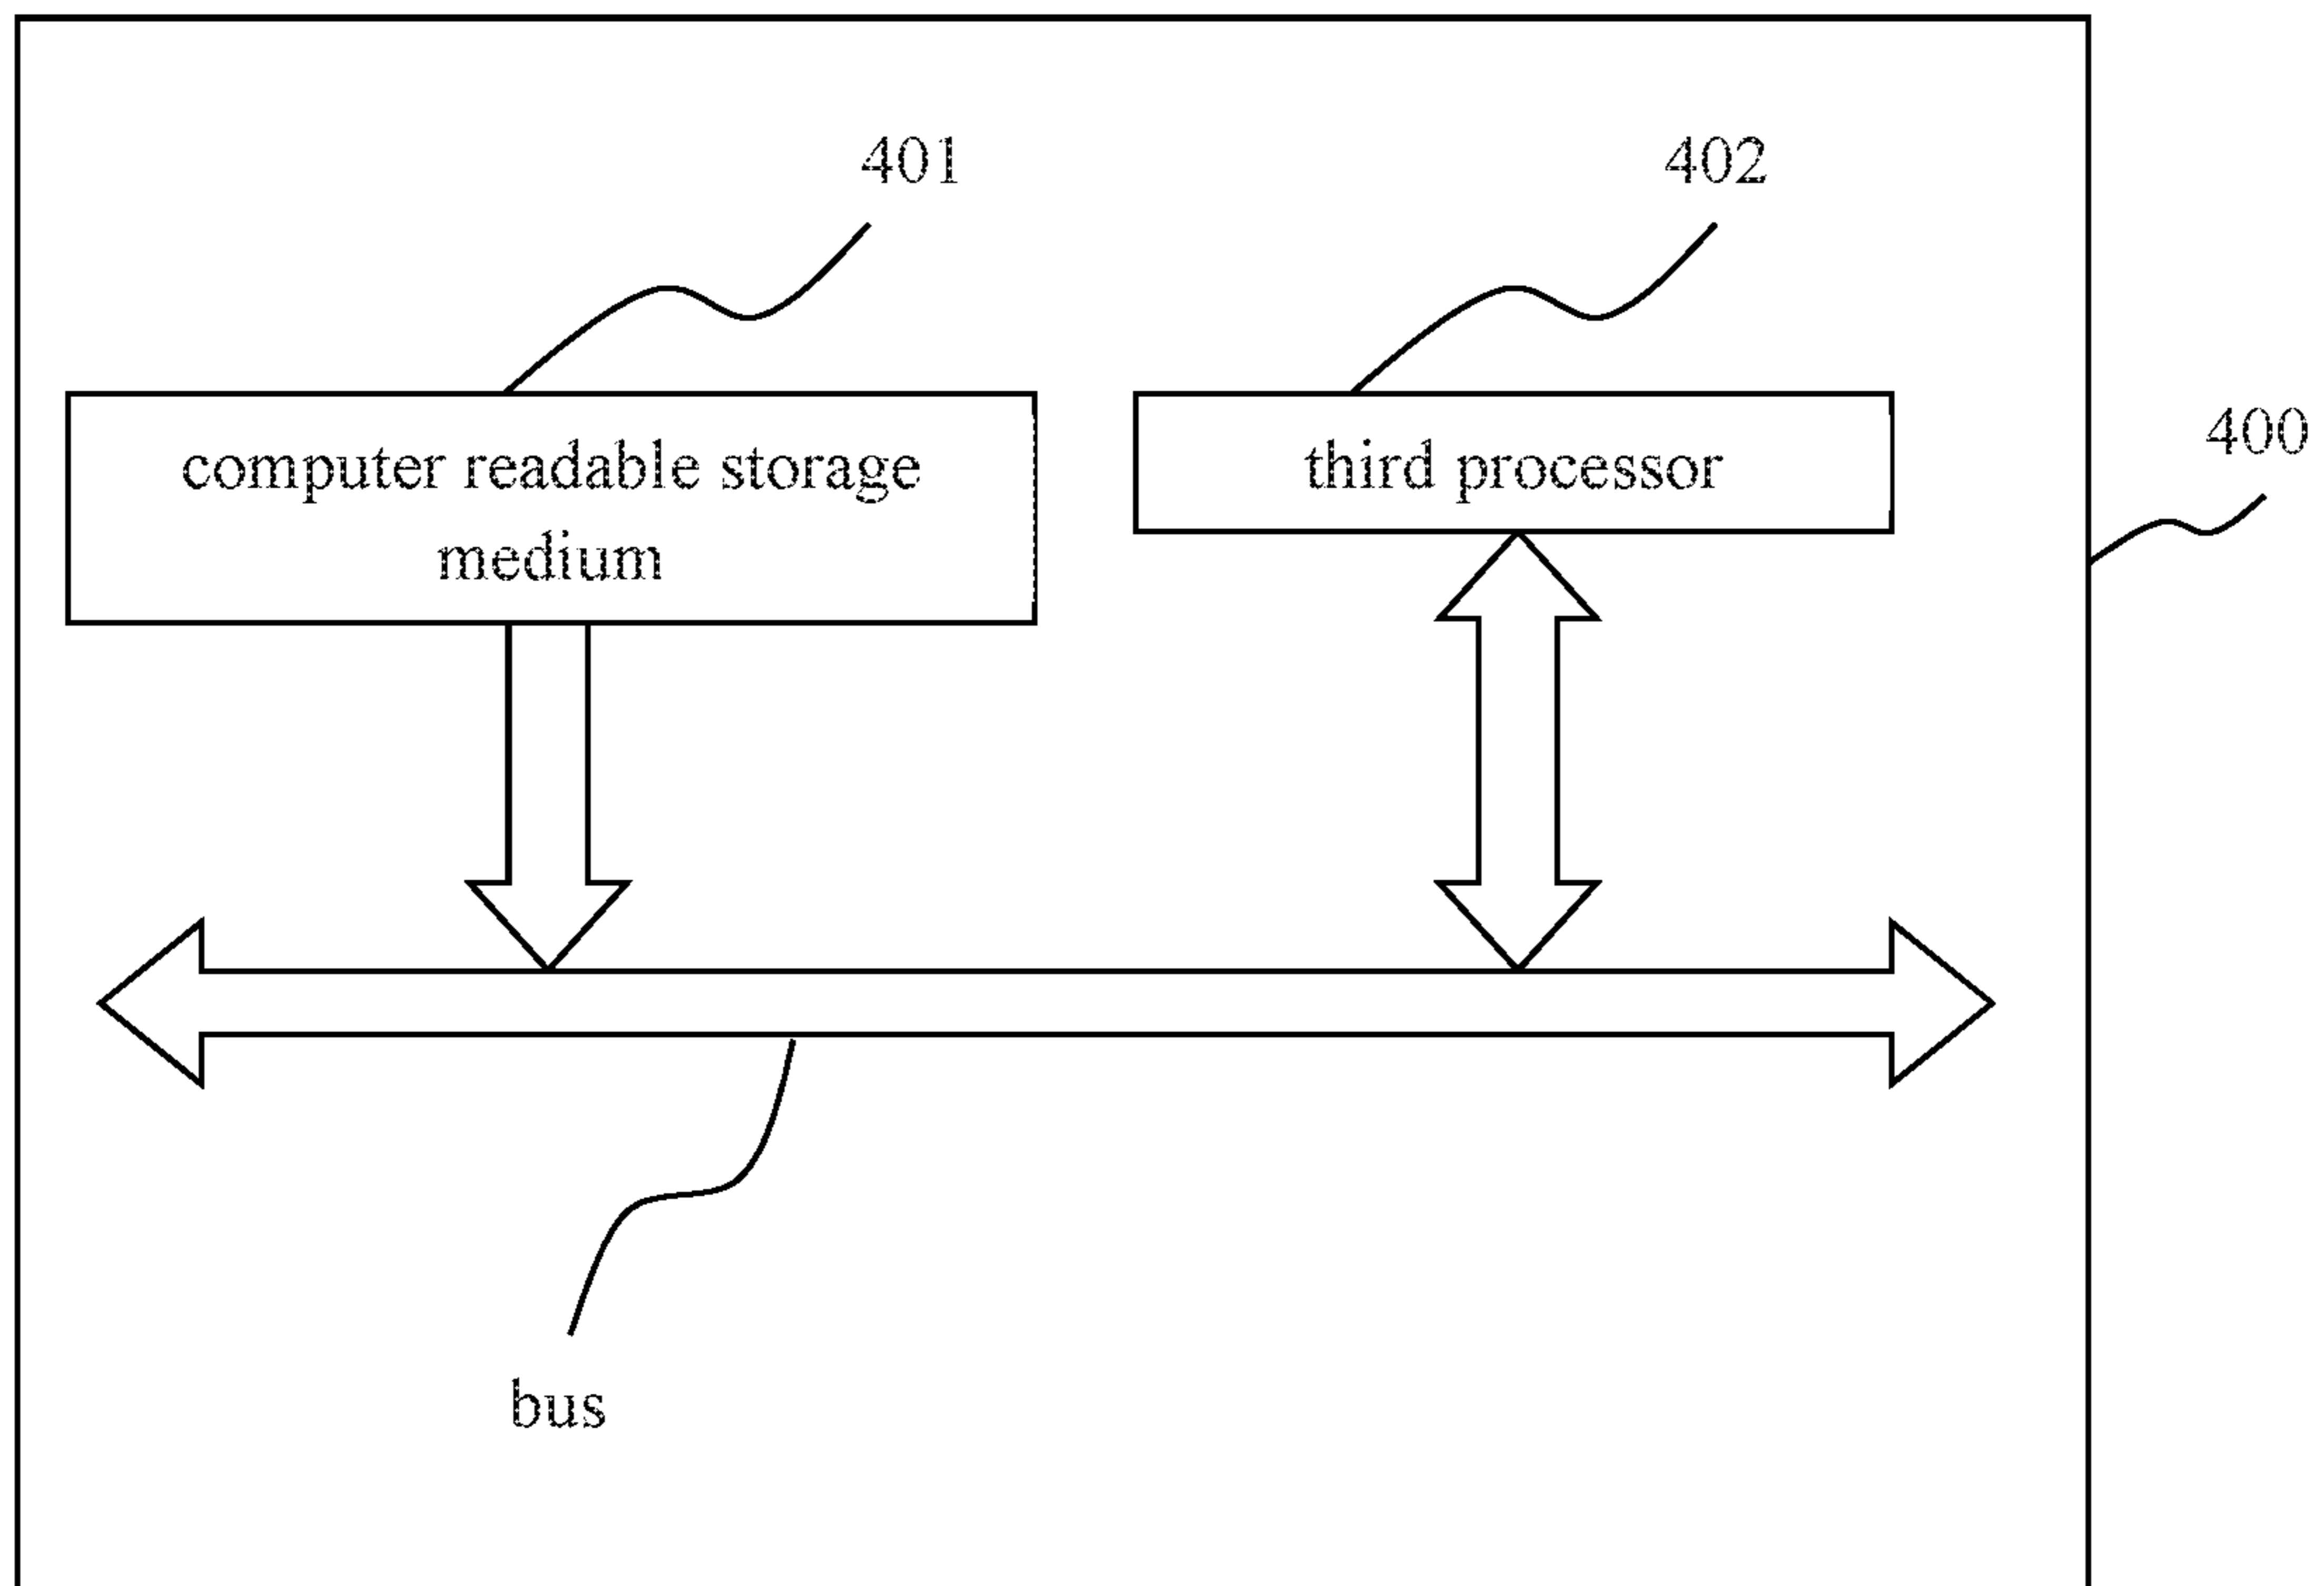 401
402
400
computer readable storage
medium
third processor
bus